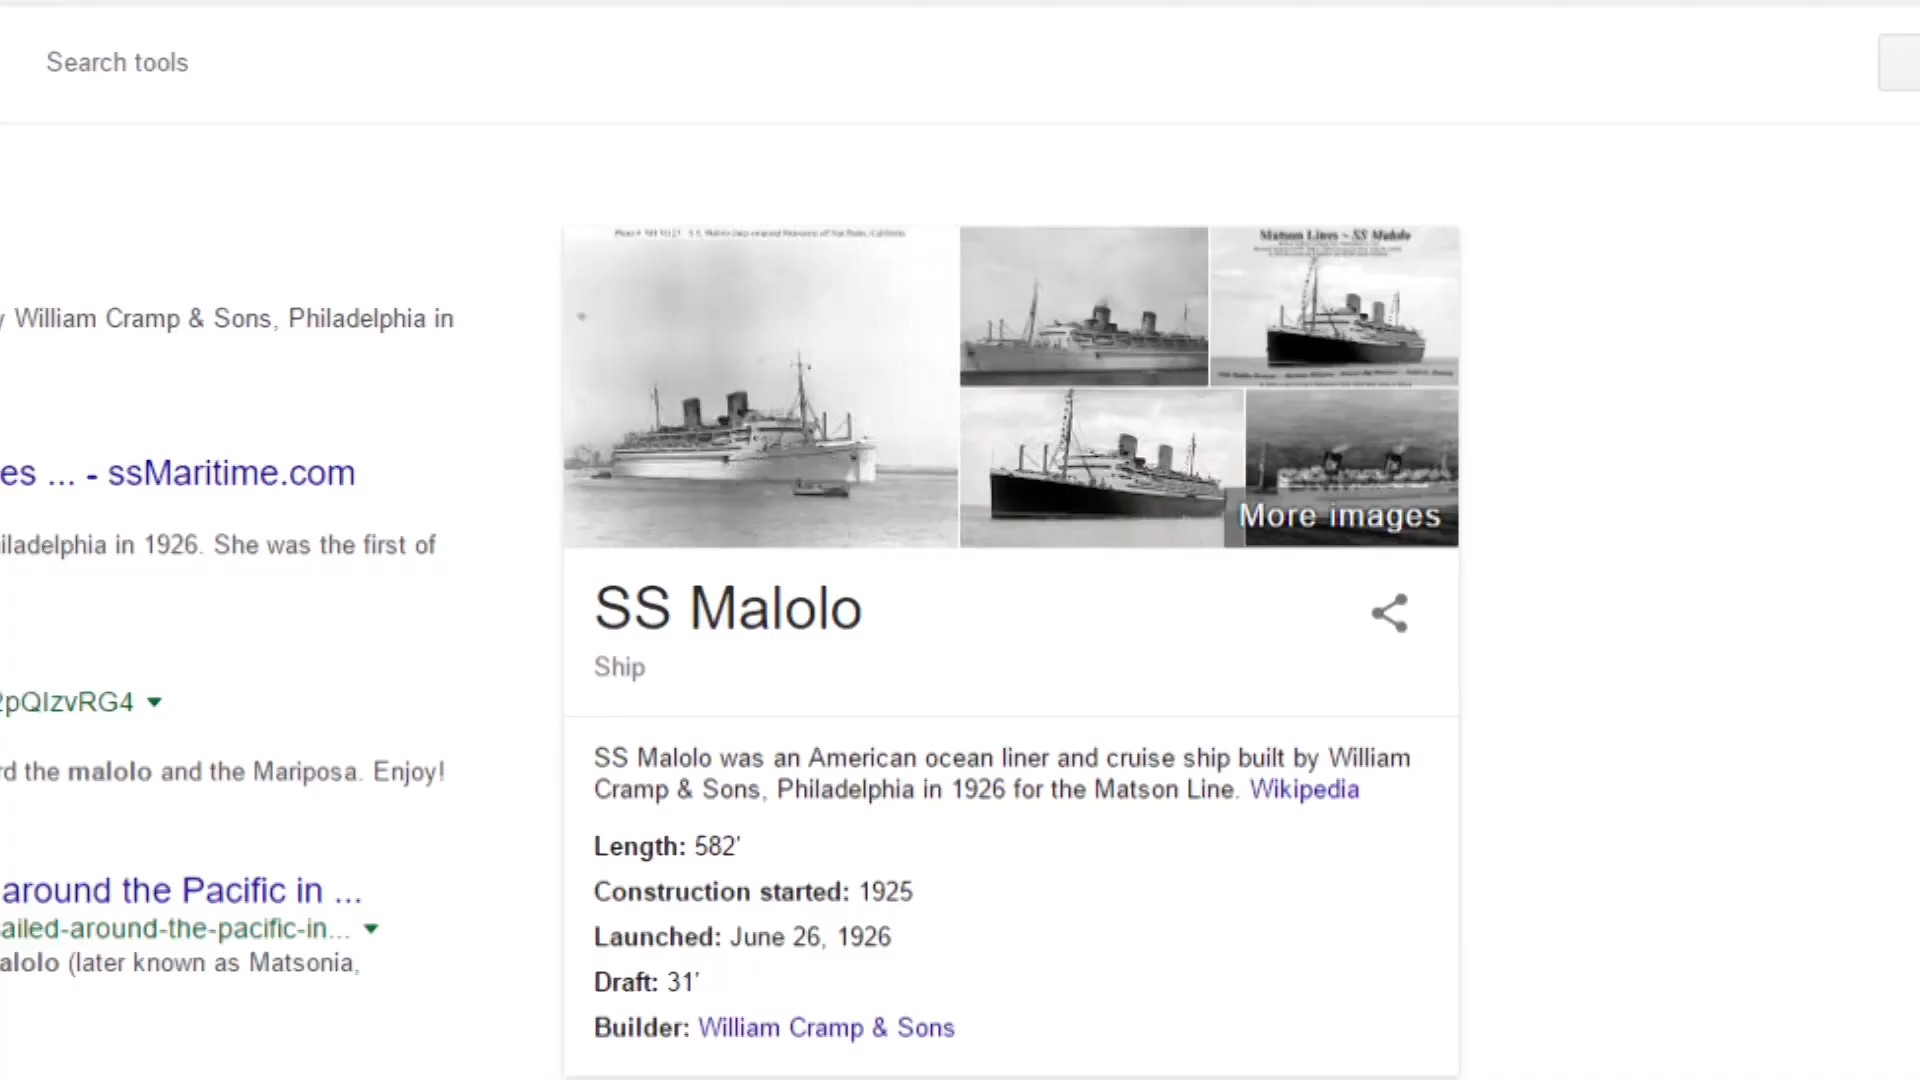 Search tools
William Cramp & Sons, Philadelphia in
es ... - ssMaritime.com
iladelphia in 1926. She was the first of
2pQIzvRG4
rd the malolo and the Mariposa. Enjoy!
around the Pacific in ...
ailed-around-the-pacific-in...
alolo (later known as Matsonia,
Matson Lines ~ SS Malolo
More images
SS Malolo
Ship
SS Malolo was an American ocean liner and cruise ship built by William
Cramp & Sons, Philadelphia in 1926 for the Matson Line. Wikipedia
Length: 582'
Construction started: 1925
Launched: June 26, 1926
Draft: 31'
Builder: William Cramp & Sons